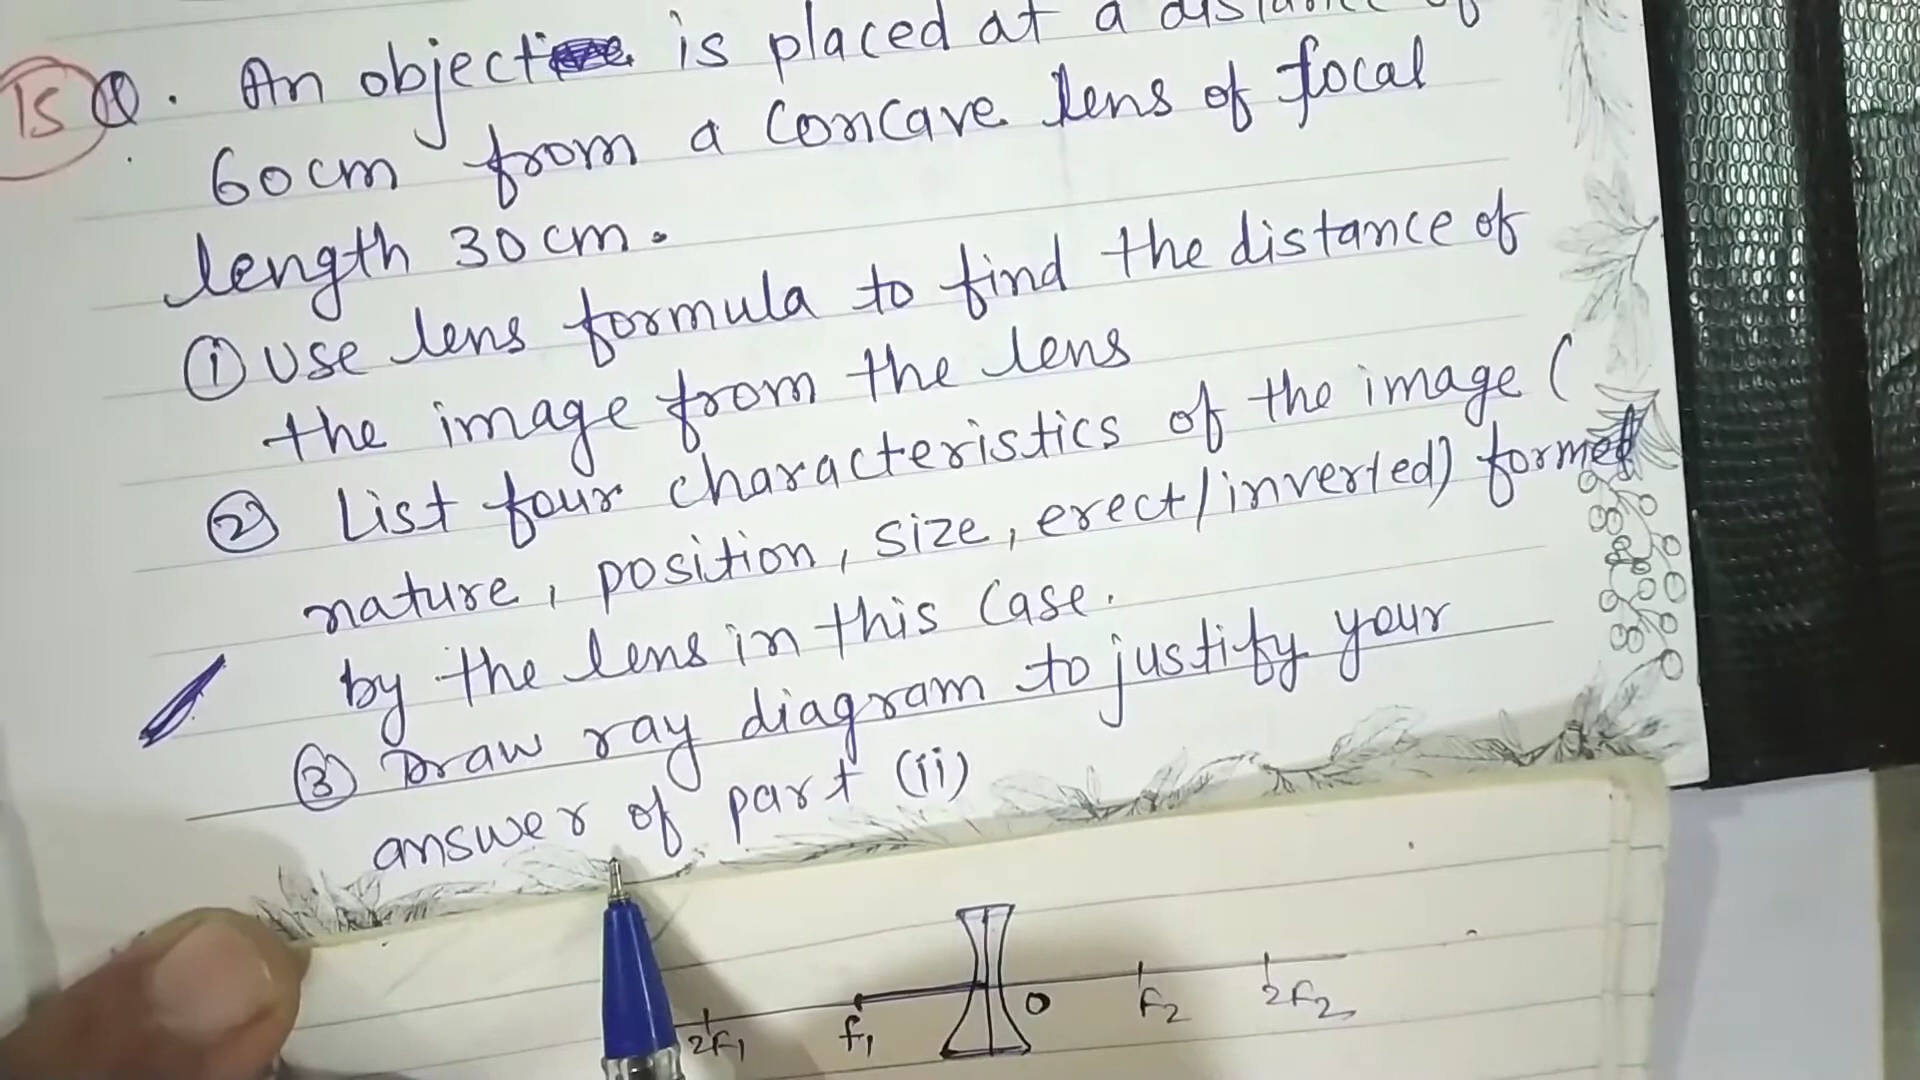 15 Q. An object is placed at a distance of
60cm from a concave lens of focal
length 30cm.
① Use lens formula to find the distance of
the image from the lens
② List four characteristics of the image (
nature, position, size, erect/inverted) formed
by the lens in this case.
③ Draw ray diagram to justify your
answer of part (ii)
2F1 f1 O F2 2F2